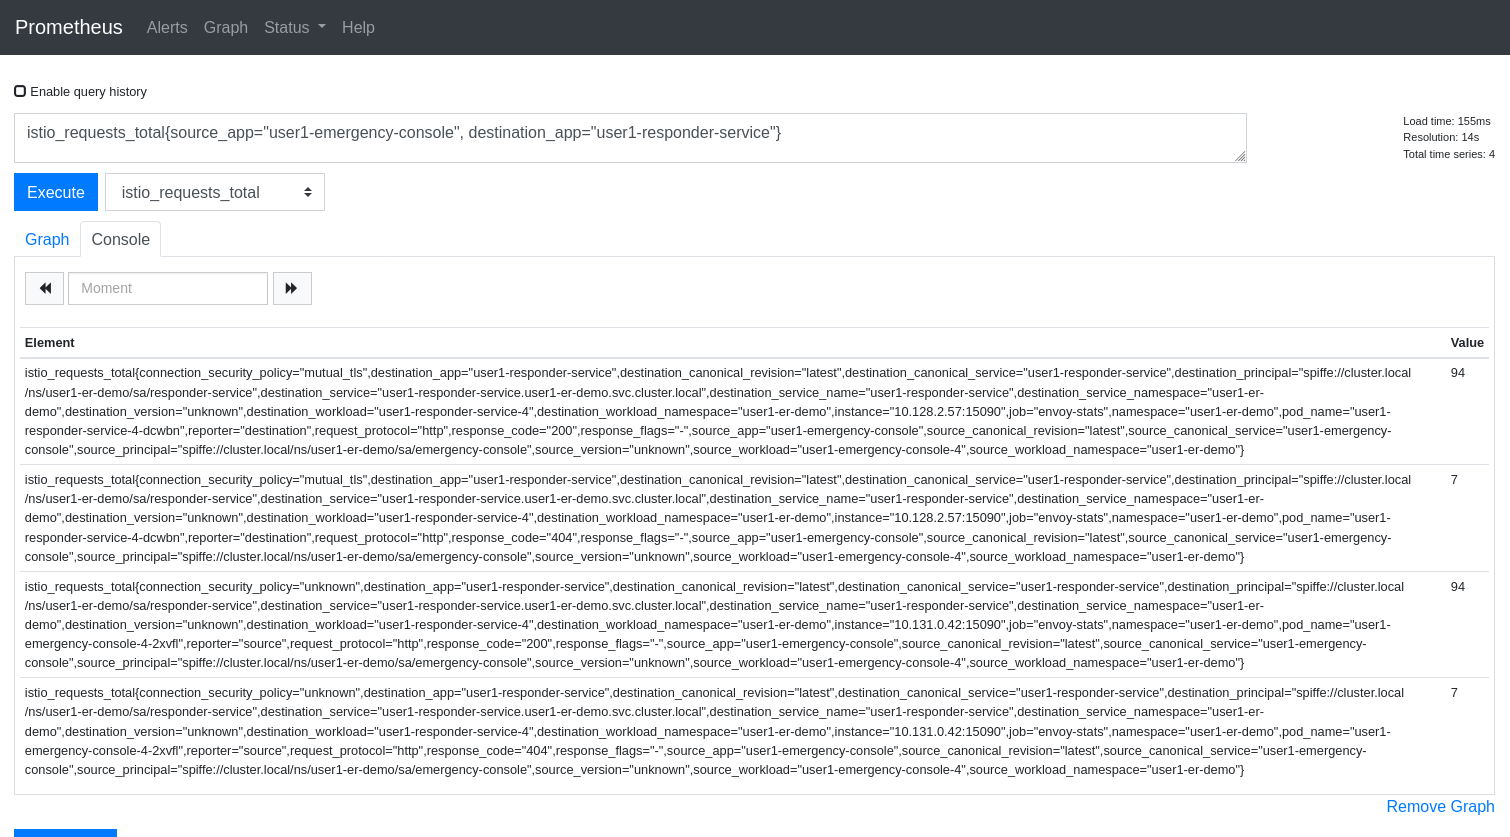 Prometheus Alerts Graph Status Help
Enable query history
istio_requests_total{source_app="user1-emergency-console", destination_app="user1-responder-service"}
Load time: 155ms
Resolution: 14s
Total time series: 4
Execute istio_requests_total
Graph Console
Moment
Element Value
istio_requests_total{connection_security_policy="mutual_tls",destination_app="user1-responder-service",destination_canonical_revision="latest",destination_canonical_service="user1-responder-service",destination_principal="spiffe://cluster.local 94
/ns/user1-er-demo/sa/responder-service",destination_service="user1-responder-service.user1-er-demo.svc.cluster.local",destination_service_name="user1-responder-service",destination_service_namespace="user1-er-
demo",destination_version="unknown",destination_workload="user1-responder-service-4",destination_workload_namespace="user1-er-demo",instance="10.128.2.57:15090",job="envoy-stats",namespace="user1-er-demo",pod_name="user1-
responder-service-4-dcwbn",reporter="destination",request_protocol="http",response_code="200",response_flags="-",source_app="user1-emergency-console",source_canonical_revision="latest",source_canonical_service="user1-emergency-
console",source_principal="spiffe://cluster.local/ns/user1-er-demo/sa/emergency-console",source_version="unknown",source_workload="user1-emergency-console-4",source_workload_namespace="user1-er-demo"}
istio_requests_total{connection_security_policy="mutual_tls",destination_app="user1-responder-service",destination_canonical_revision="latest",destination_canonical_service="user1-responder-service",destination_principal="spiffe://cluster.local 7
/ns/user1-er-demo/sa/responder-service",destination_service="user1-responder-service.user1-er-demo.svc.cluster.local",destination_service_name="user1-responder-service",destination_service_namespace="user1-er-
demo",destination_version="unknown",destination_workload="user1-responder-service-4",destination_workload_namespace="user1-er-demo",instance="10.128.2.57:15090",job="envoy-stats",namespace="user1-er-demo",pod_name="user1-
responder-service-4-dcwbn",reporter="destination",request_protocol="http",response_code="404",response_flags="-",source_app="user1-emergency-console",source_canonical_revision="latest",source_canonical_service="user1-emergency-
console",source_principal="spiffe://cluster.local/ns/user1-er-demo/sa/emergency-console",source_version="unknown",source_workload="user1-emergency-console-4",source_workload_namespace="user1-er-demo"}
istio_requests_total{connection_security_policy="unknown",destination_app="user1-responder-service",destination_canonical_revision="latest",destination_canonical_service="user1-responder-service",destination_principal="spiffe://cluster.local 94
/ns/user1-er-demo/sa/responder-service",destination_service="user1-responder-service.user1-er-demo.svc.cluster.local",destination_service_name="user1-responder-service",destination_service_namespace="user1-er-
demo",destination_version="unknown",destination_workload="user1-responder-service-4",destination_workload_namespace="user1-er-demo",instance="10.131.0.42:15090",job="envoy-stats",namespace="user1-er-demo",pod_name="user1-
emergency-console-4-2xvfl",reporter="source",request_protocol="http",response_code="200",response_flags="-",source_app="user1-emergency-console",source_canonical_revision="latest",source_canonical_service="user1-emergency-
console",source_principal="spiffe://cluster.local/ns/user1-er-demo/sa/emergency-console",source_version="unknown",source_workload="user1-emergency-console-4",source_workload_namespace="user1-er-demo"}
istio_requests_total{connection_security_policy="unknown",destination_app="user1-responder-service",destination_canonical_revision="latest",destination_canonical_service="user1-responder-service",destination_principal="spiffe://cluster.local 7
/ns/user1-er-demo/sa/responder-service",destination_service="user1-responder-service.user1-er-demo.svc.cluster.local",destination_service_name="user1-responder-service",destination_service_namespace="user1-er-
demo",destination_version="unknown",destination_workload="user1-responder-service-4",destination_workload_namespace="user1-er-demo",instance="10.131.0.42:15090",job="envoy-stats",namespace="user1-er-demo",pod_name="user1-
emergency-console-4-2xvfl",reporter="source",request_protocol="http",response_code="404",response_flags="-",source_app="user1-emergency-console",source_canonical_revision="latest",source_canonical_service="user1-emergency-
console",source_principal="spiffe://cluster.local/ns/user1-er-demo/sa/emergency-console",source_version="unknown",source_workload="user1-emergency-console-4",source_workload_namespace="user1-er-demo"}
Remove Graph